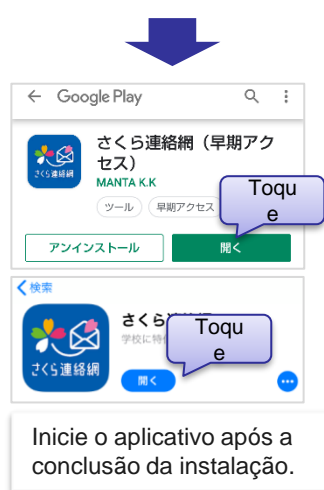 Google Play
さくら連絡網（早期アク
セス）
MANTA K.K
さくら連絡網
ツール
早期アクセス
Toqu
e
アンインストール
開く
検索
さくら
Toqu
e
学校に特
さくら連絡網
開く
Inicie o aplicativo após a
conclusão da instalação.